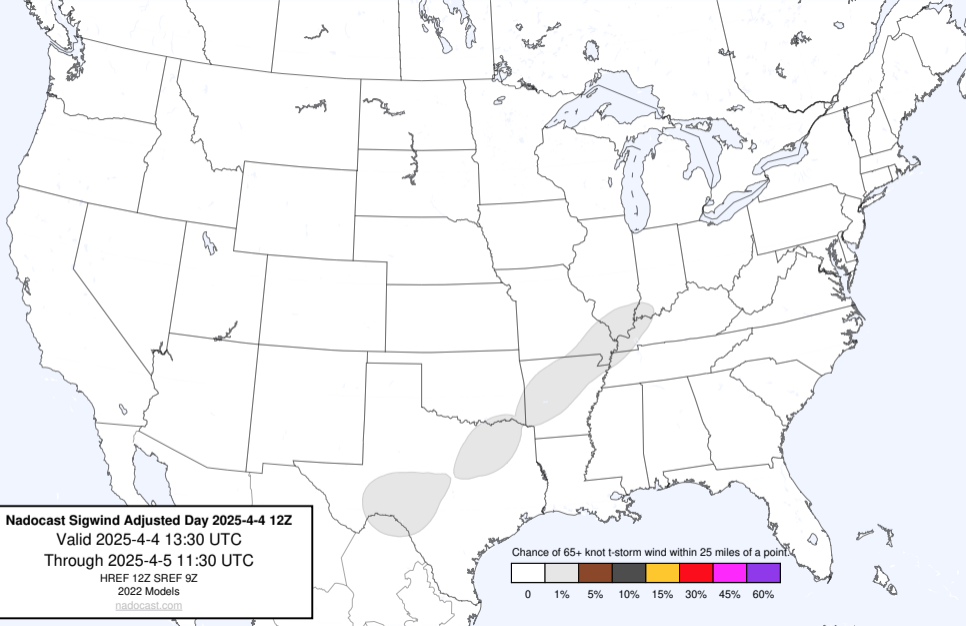 Nadocast Sigwind Adjusted Day 2025-4-4 12Z
Valid 2025-4-4 13:30 UTC
Through 2025-4-5 11:30 UTC
HREF 12Z SREF 9Z
2022 Models
nadocast.com
Chance of 65+ knot t-storm wind within 25 miles of a point.
0 1% 5% 10% 15% 30% 45% 60%